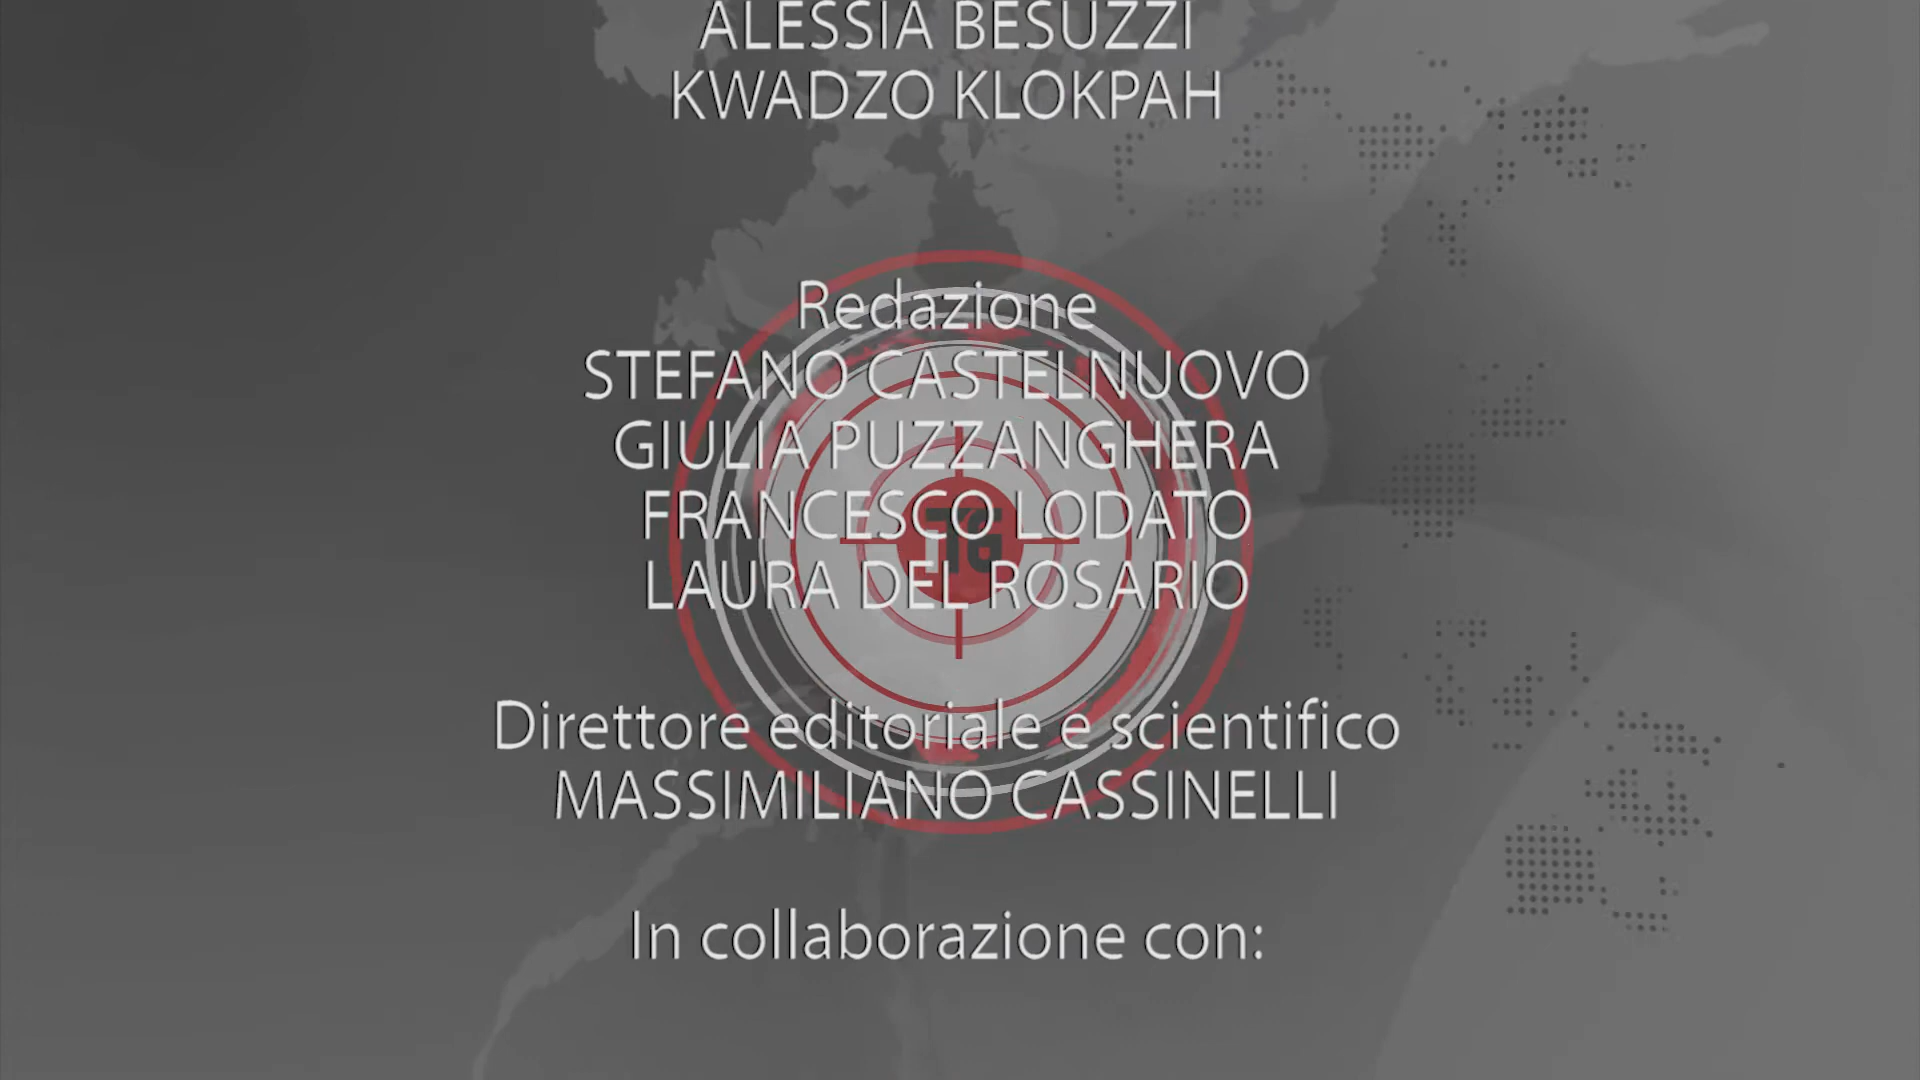 ALESSIA BESUZZI
KWADZO KLOKPAH
Redazione
STEFANO CASTELNUOVO
GIULIA PUZZANGHERA
FRANCESCO LODATO
LAURA DEL ROSARIO
Direttore editoriale e scientifico
MASSIMILIANO CASSINELLI
In collaborazione con: